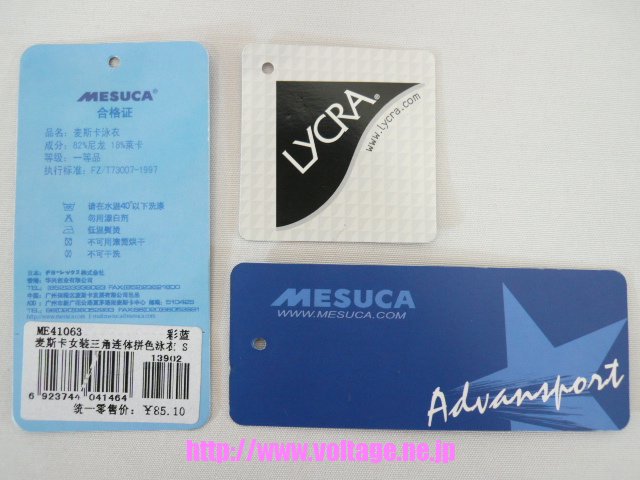 MESUCA®
合格证
品名: 麦斯卡泳衣
成分: 82%尼龙 18%莱卡
等级: 一等品
执行标准: FZ/T73007-1997
请在水温40°以下洗涤
勿用漂白剂
低温熨烫
不可用滚筒烘干
不可干洗
ME41063 彩蓝
麦斯卡女装三角连体拼色泳衣 S
13902
6 923744 041464
统一零售价: ¥85.10
LYCRA®
www.lycra.com
MESUCA
WWW.MESUCA.COM
Advansport
http://www.voltage.ne.jp